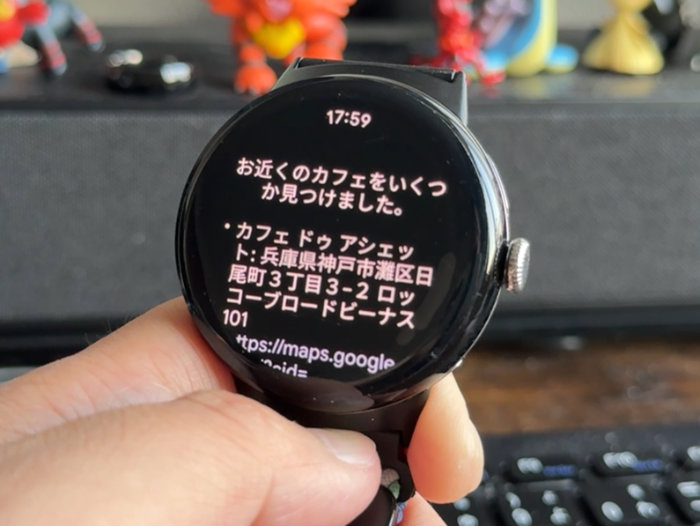 17:59
お近くのカフェをいくつ
か見つけました。
• カフェ ドゥ アシェッ
ト: 兵庫県神戸市灘区日
尾町３丁目３−２ ロッ
コーブロードビーナス
101
ttps://maps.google